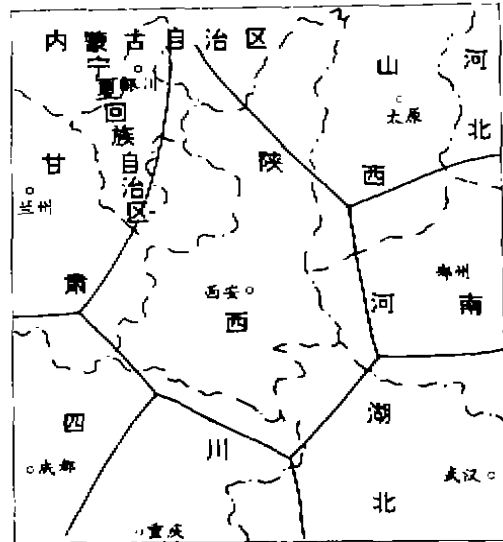 内蒙古自治区
宁夏回族自治区
银川
山西
太原
河北
甘肃
兰州
陕西
西安
郑州
河南
四川
成都
重庆
湖北
武汉